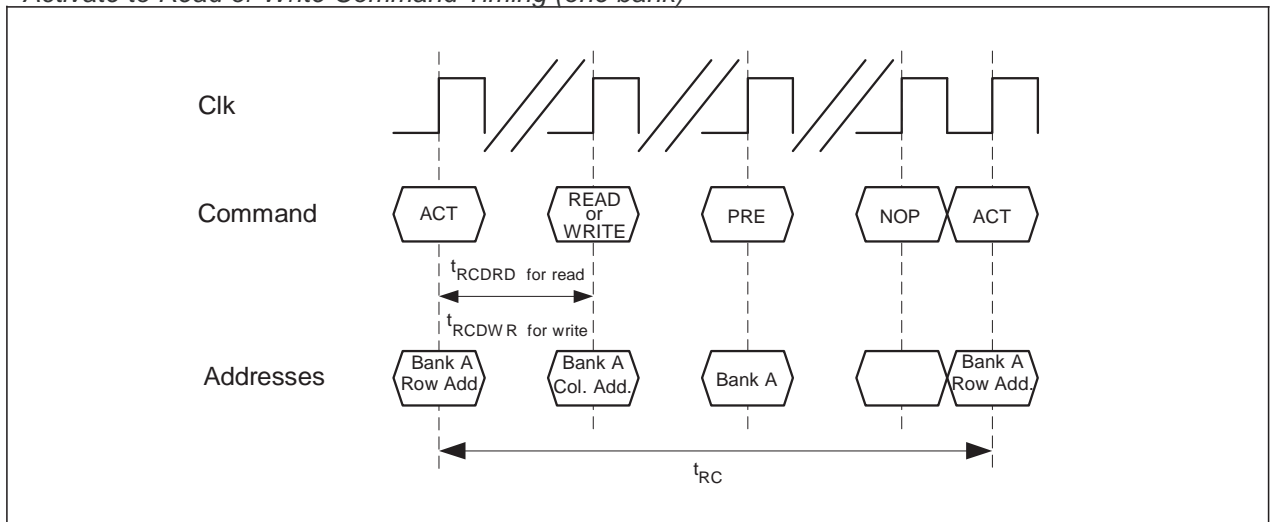 Activate to Read or Write Command Timing (one bank)
Clk
Command
ACT
READ
or
WRITE
PRE
NOP
ACT
tRCDRD for read
tRCDWR for write
Addresses
Bank A
Row Add.
Bank A
Col. Add.
Bank A
Bank A
Row Add.
tRC